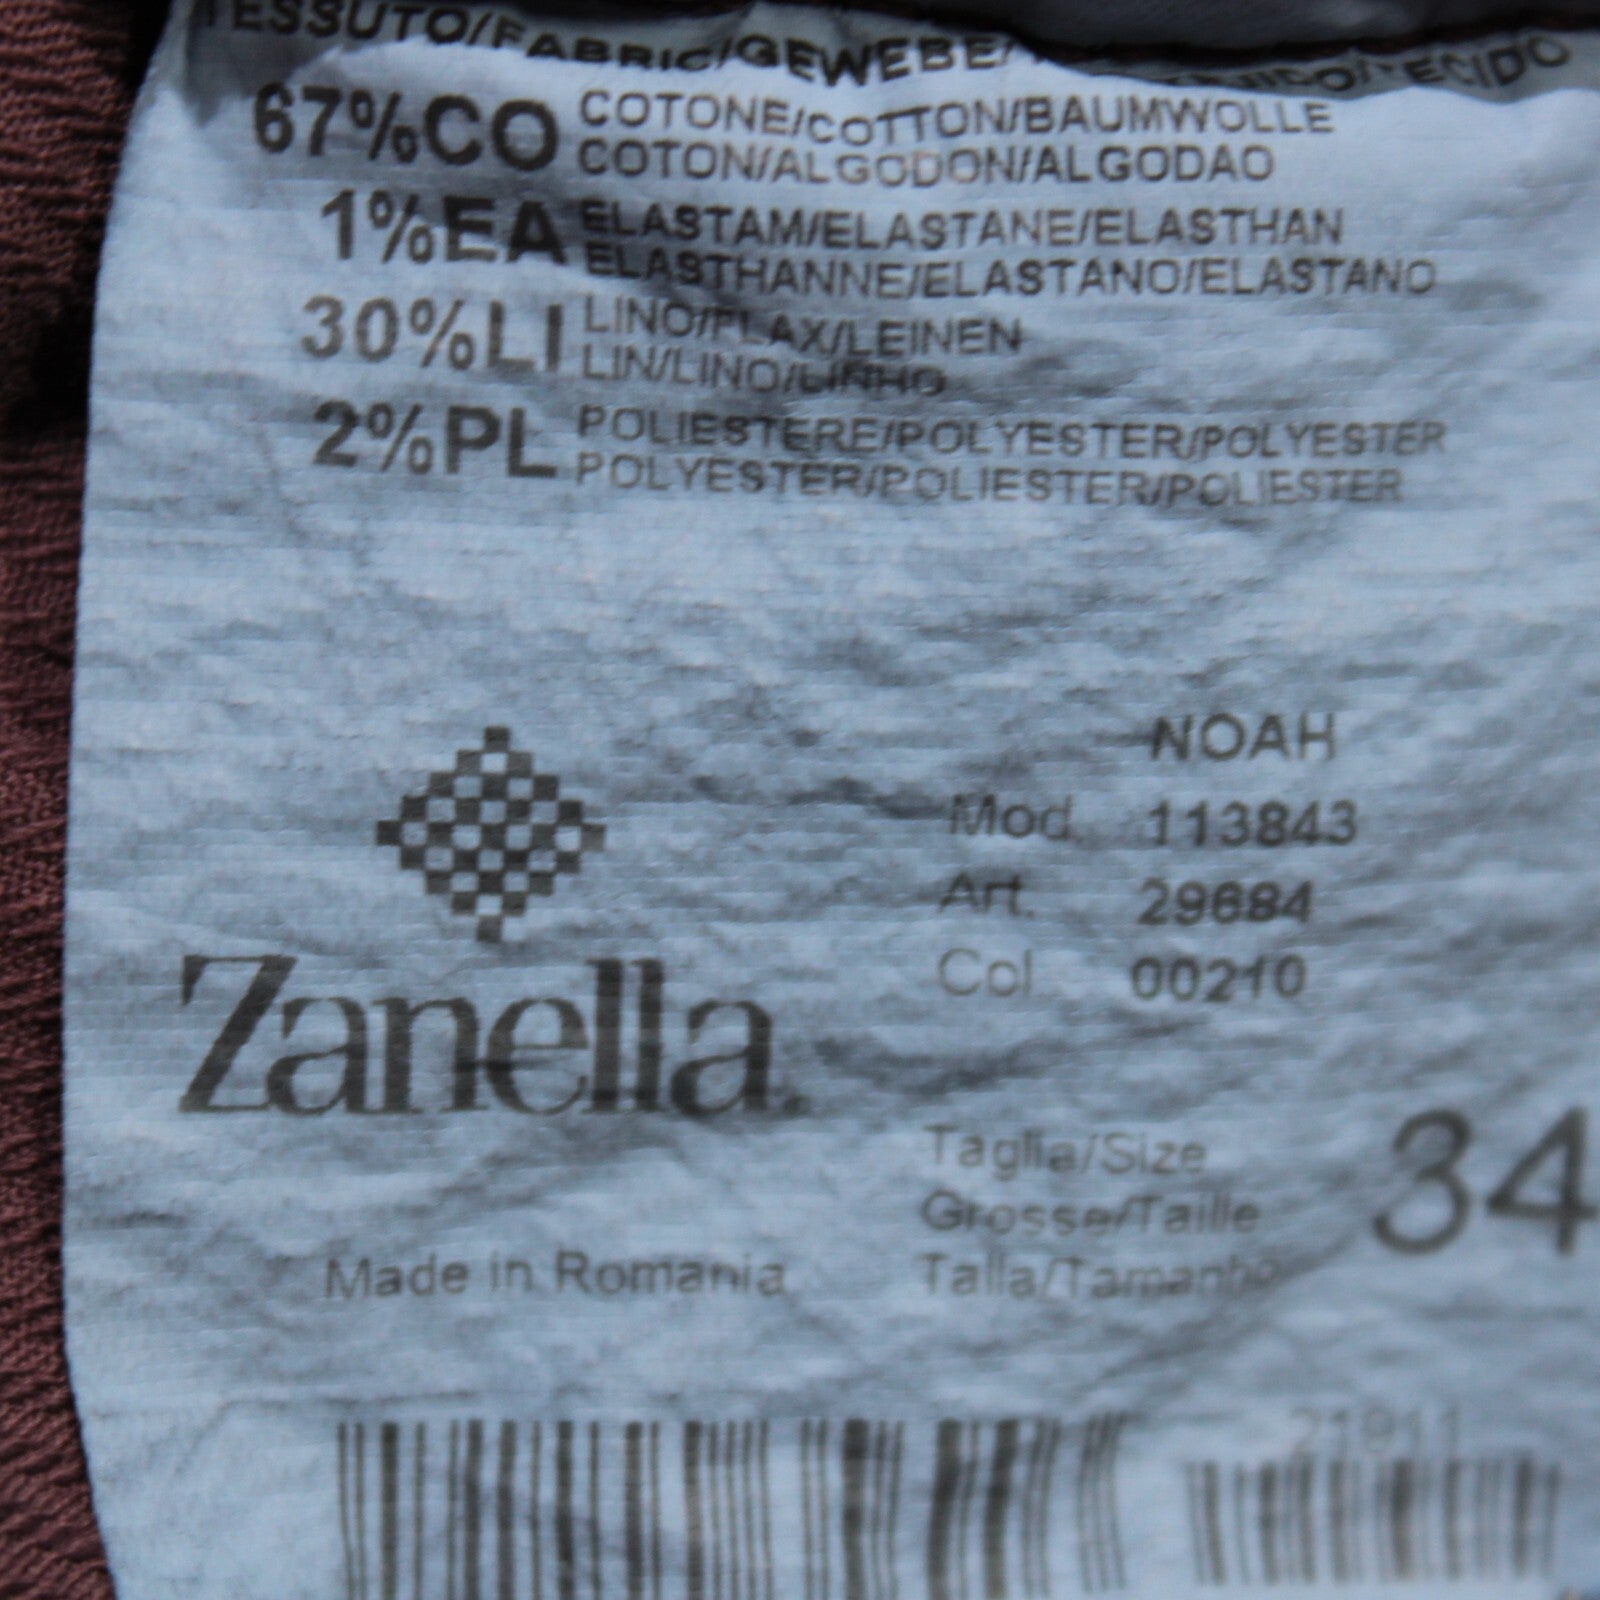 TESSUTO/FABRIC/GEWEBE/
TECIDO
67%CO COTONE/COTTON/BAUMWOLLE
COTON/ALGODON/ALGODAO
1%EA ELASTAM/ELASTANE/ELASTHAN
ELASTHANNE/ELASTANO/ELASTANO
30%LI LINO/FLAX/LEINEN
LIN/LINO/LINHO
2%PL POLIESTERE/POLYESTER/POLYESTER
POLYESTER/POLIESTER/POLIESTER
NOAH
Mod. 113843
Art. 29684
Col. 00210
Zanella
Taglia/Size
Grosse/Taille
Talla/Tamanho
34
Made in Romania
21911